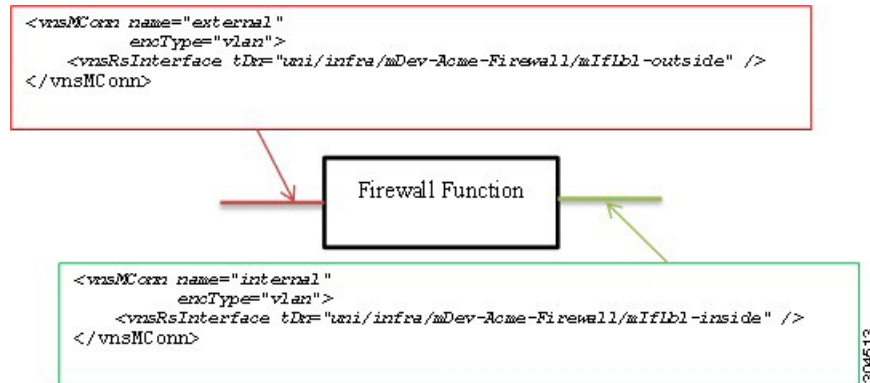 <vnsMConn name="external"
encType="vlan">
<vnsRsInterface tDn="uni/infra/mDev-Acme-Firewall/mIfLbl-outside" />
</vnsMConn>
Firewall Function
<vnsMConn name="internal"
encType="vlan">
<vnsRsInterface tDn="uni/infra/mDev-Acme-Firewall/mIfLbl-inside" />
</vnsMConn>
304513